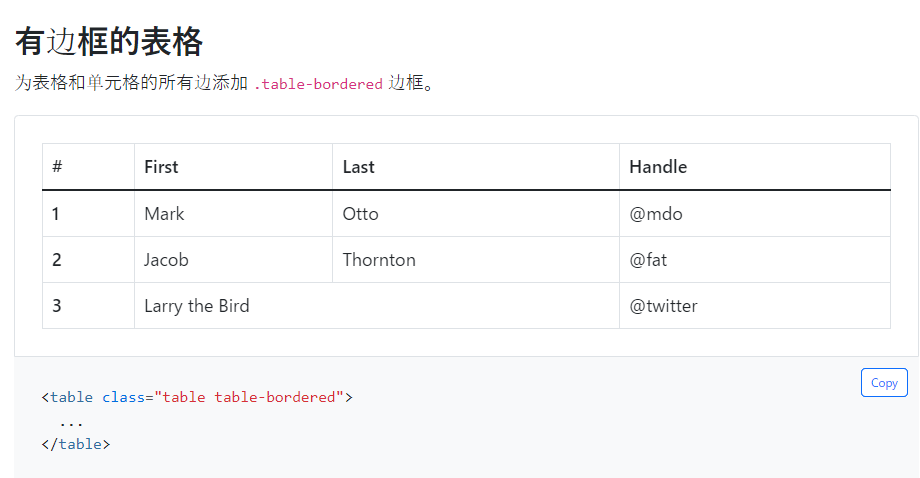 有边框的表格
为表格和单元格的所有边添加 .table-bordered 边框。
# First Last Handle
1 Mark Otto @mdo
2 Jacob Thornton @fat
3 Larry the Bird @twitter
Copy
<table class="table table-bordered">
  ...
</table>